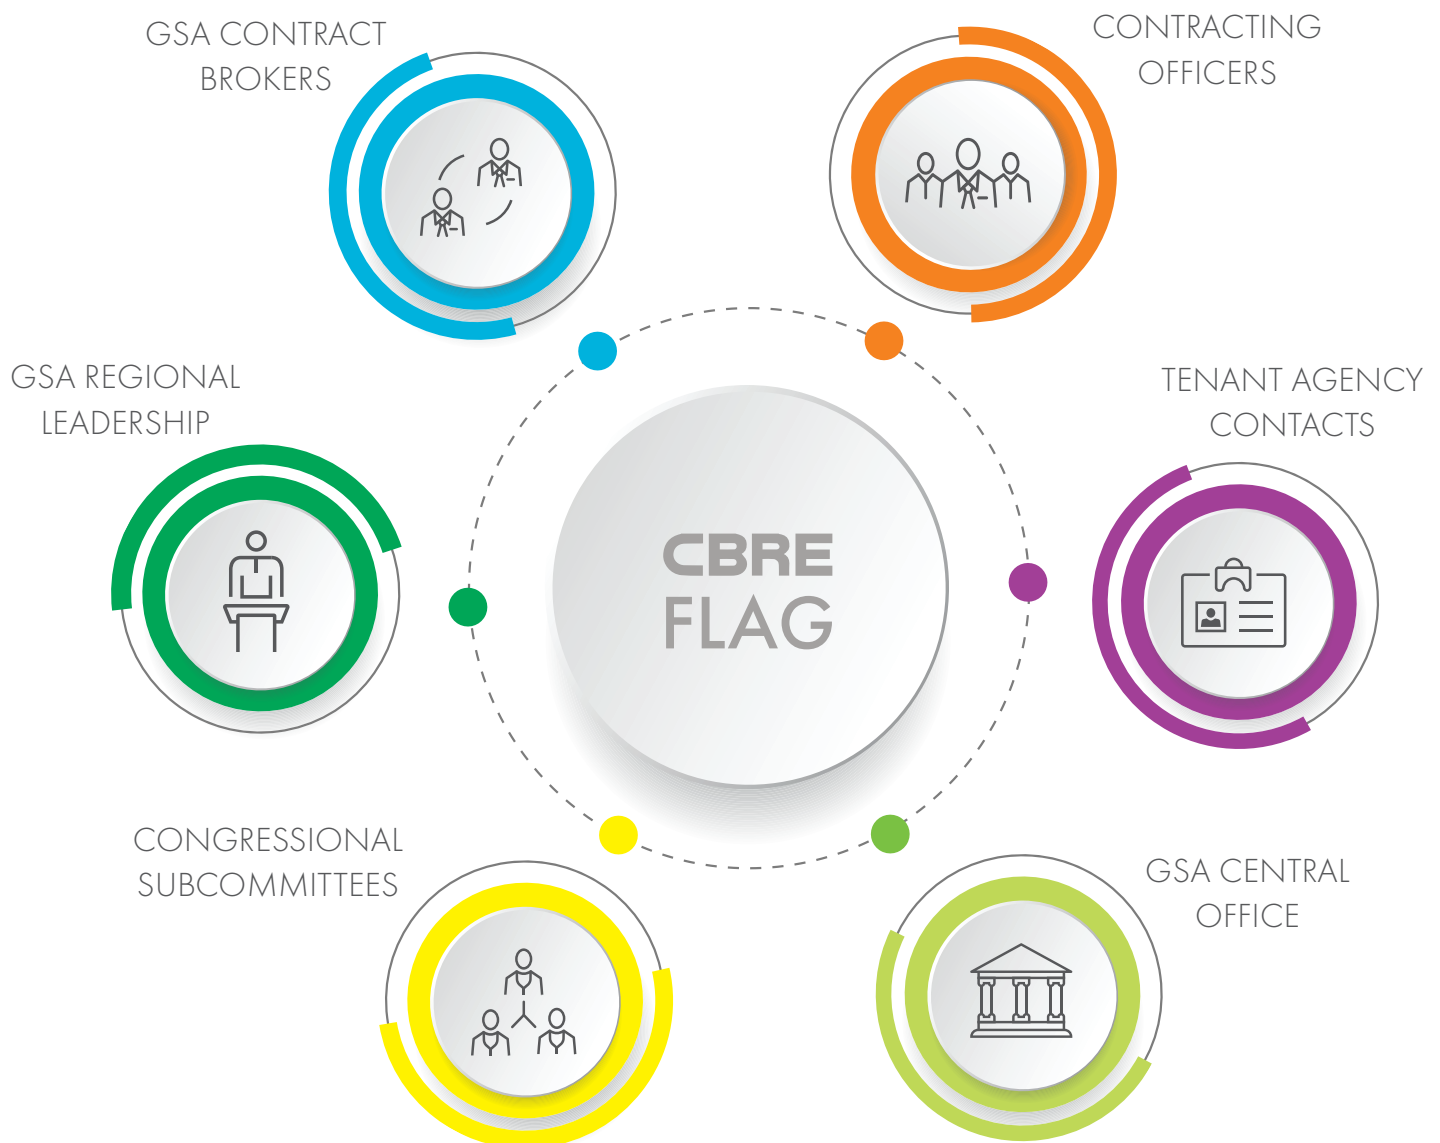 GSA CONTRACT
BROKERS
CONTRACTING
OFFICERS
GSA REGIONAL
LEADERSHIP
TENANT AGENCY
CONTACTS
CBRE
FLAG
CONGRESSIONAL
SUBCOMMITTEES
GSA CENTRAL
OFFICE